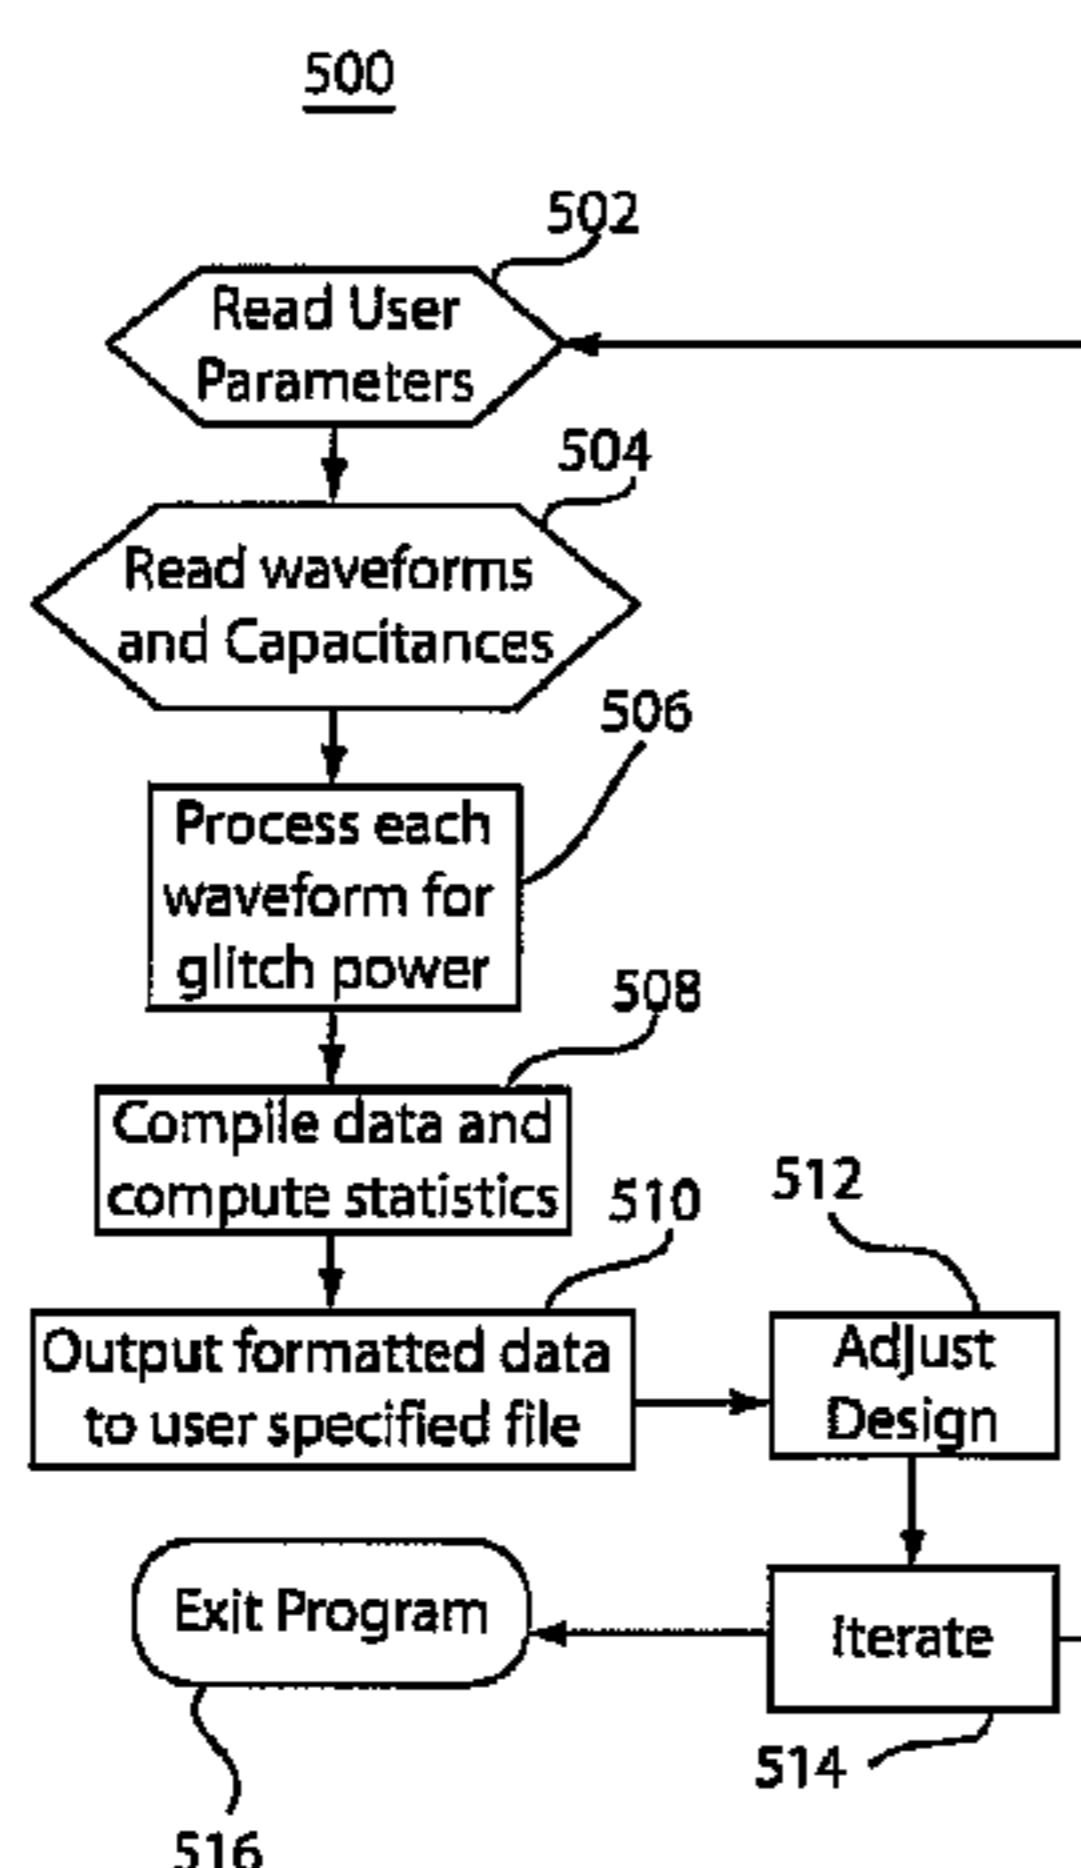 500
502
Read User
Parameters
504
Read waveforms
and Capacitances
506
Process each
waveform for
glitch power
508
Compile data and
compute statistics
510
Output formatted data
to user specified file
512
Adjust
Design
Iterate
514
Exit Program
516